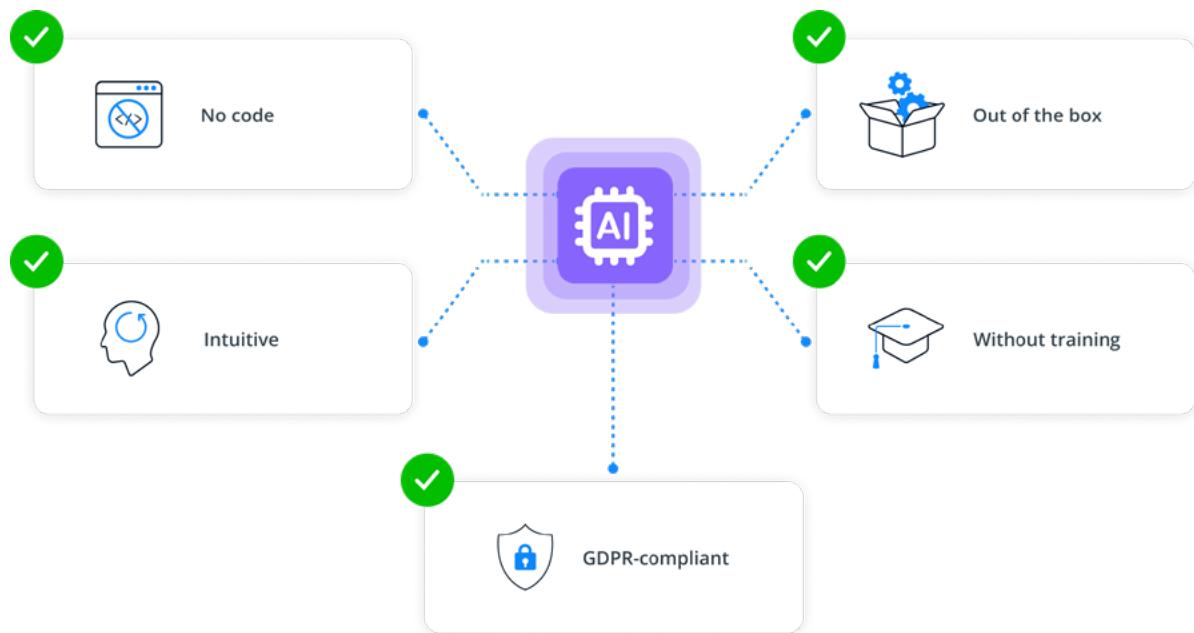 No code
Out of the box
AI
Intuitive
Without training
GDPR-compliant